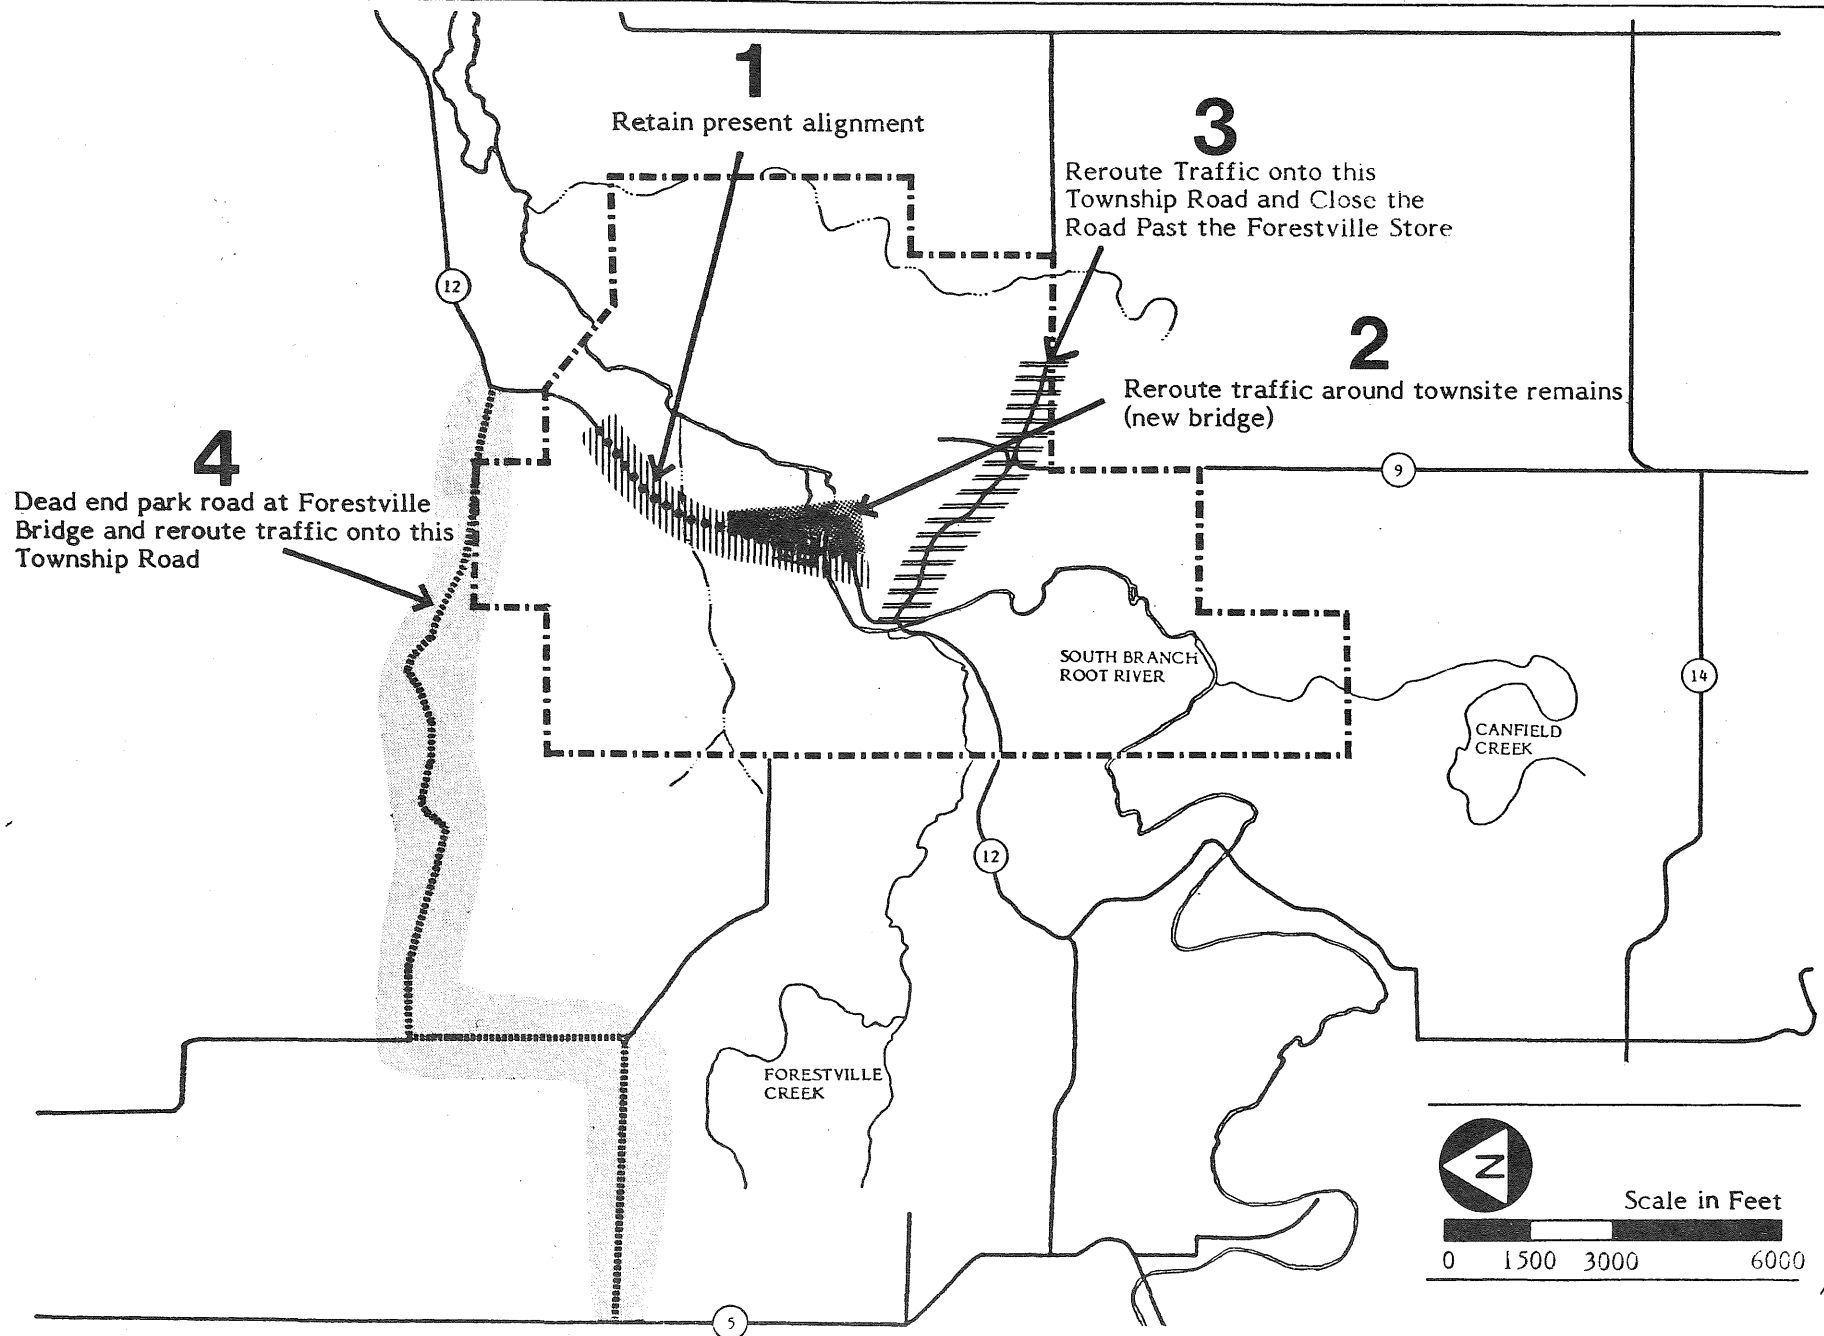 1
Retain present alignment
3
Reroute Traffic onto this
Township Road and Close the
Road Past the Forestville Store
12
2
Reroute traffic around townsite remains
(new bridge)
4
Dead end park road at Forestville
Bridge and reroute traffic onto this
Township Road
9
SOUTH BRANCH
ROOT RIVER
14
CANFIELD
CREEK
12
FORESTVILLE
CREEK
N
Scale in Feet
0 1500 3000 6000
5